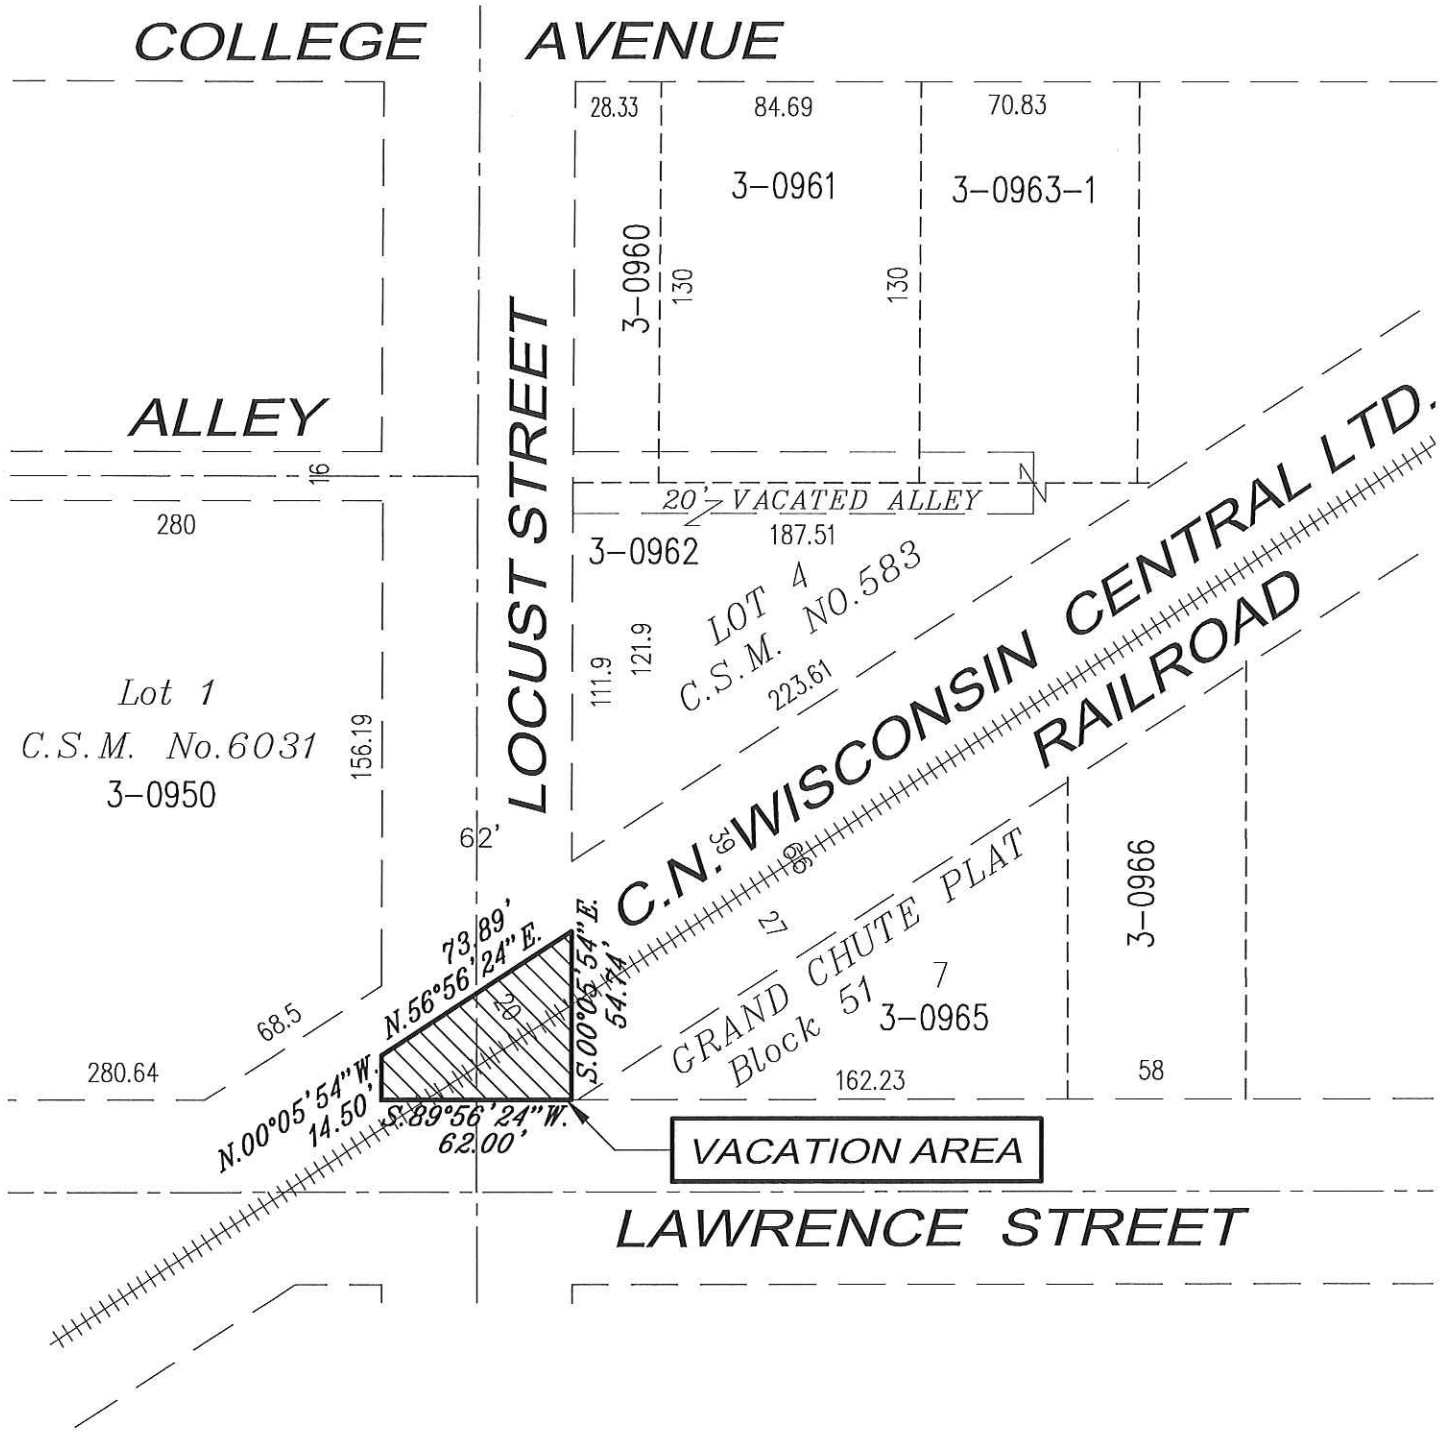 COLLEGE AVENUE
28.33
84.69
70.83
3-0961
3-0963-1
3-0960
130
130
LOCUST STREET
ALLEY
16
280
20' VACATED ALLEY
187.51
3-0962
LOT 4
C.S.M. NO.583
111.9
121.9
223.61
C.N. WISCONSIN CENTRAL LTD.
RAILROAD
Lot 1
C.S.M. No.6031
3-0950
156.19
62'
39
66
27
GRAND CHUTE PLAT
Block 51
7
3-0965
3-0966
73.89'
N.56°56'24"E.
20
S.00°05'54"E.
54.74'
68.5
280.64
N.00°05'54"W.
14.50'
S.89°56'24"W.
62.00'
162.23
58
VACATION AREA
LAWRENCE STREET